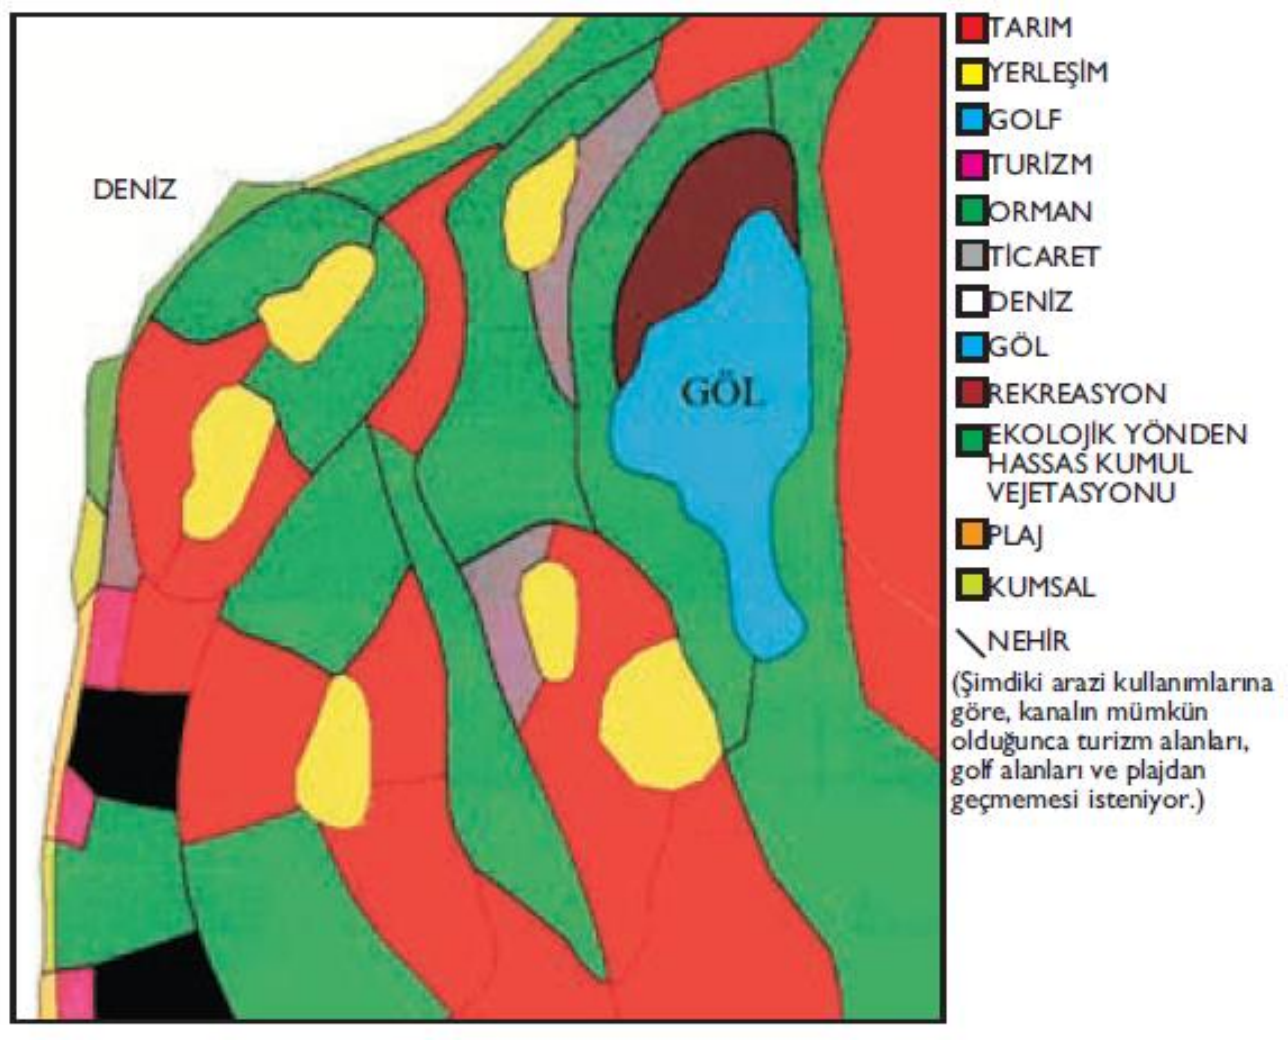 DENİZ
GÖL
TARIM
YERLEŞİM
GOLF
TURİZM
ORMAN
TİCARET
DENİZ
GÖL
REKREASYON
EKOLOJİK YÖNDEN
HASSAS KUMUL
VEJETASYONU
PLAJ
KUMSAL
NEHİR
(Şimdiki arazi kullanımlarına
göre, kanalın mümkün
olduğunca turizm alanları,
golf alanları ve plajdan
geçmemesi isteniyor.)